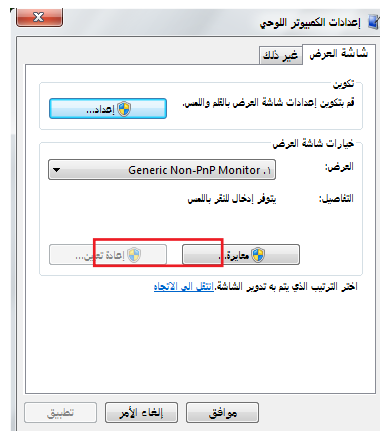 إعدادات الكمبيوتر اللوحي
شاشة العرض
غير ذلك
تكوين
قم بتكوين إعدادات شاشة العرض بالقلم واللمس.
إعداد...
خيارات شاشة العرض
العرض:
١. Generic Non-PnP Monitor
التفاصيل:
يتوفر إدخال للنقر باللمس
معايرة...
إعادة تعيين...
اختر الترتيب الذي يتم به تدوير الشاشة.إنتقل إلى الاتجاه
موافق
إلغاء الأمر
تطبيق